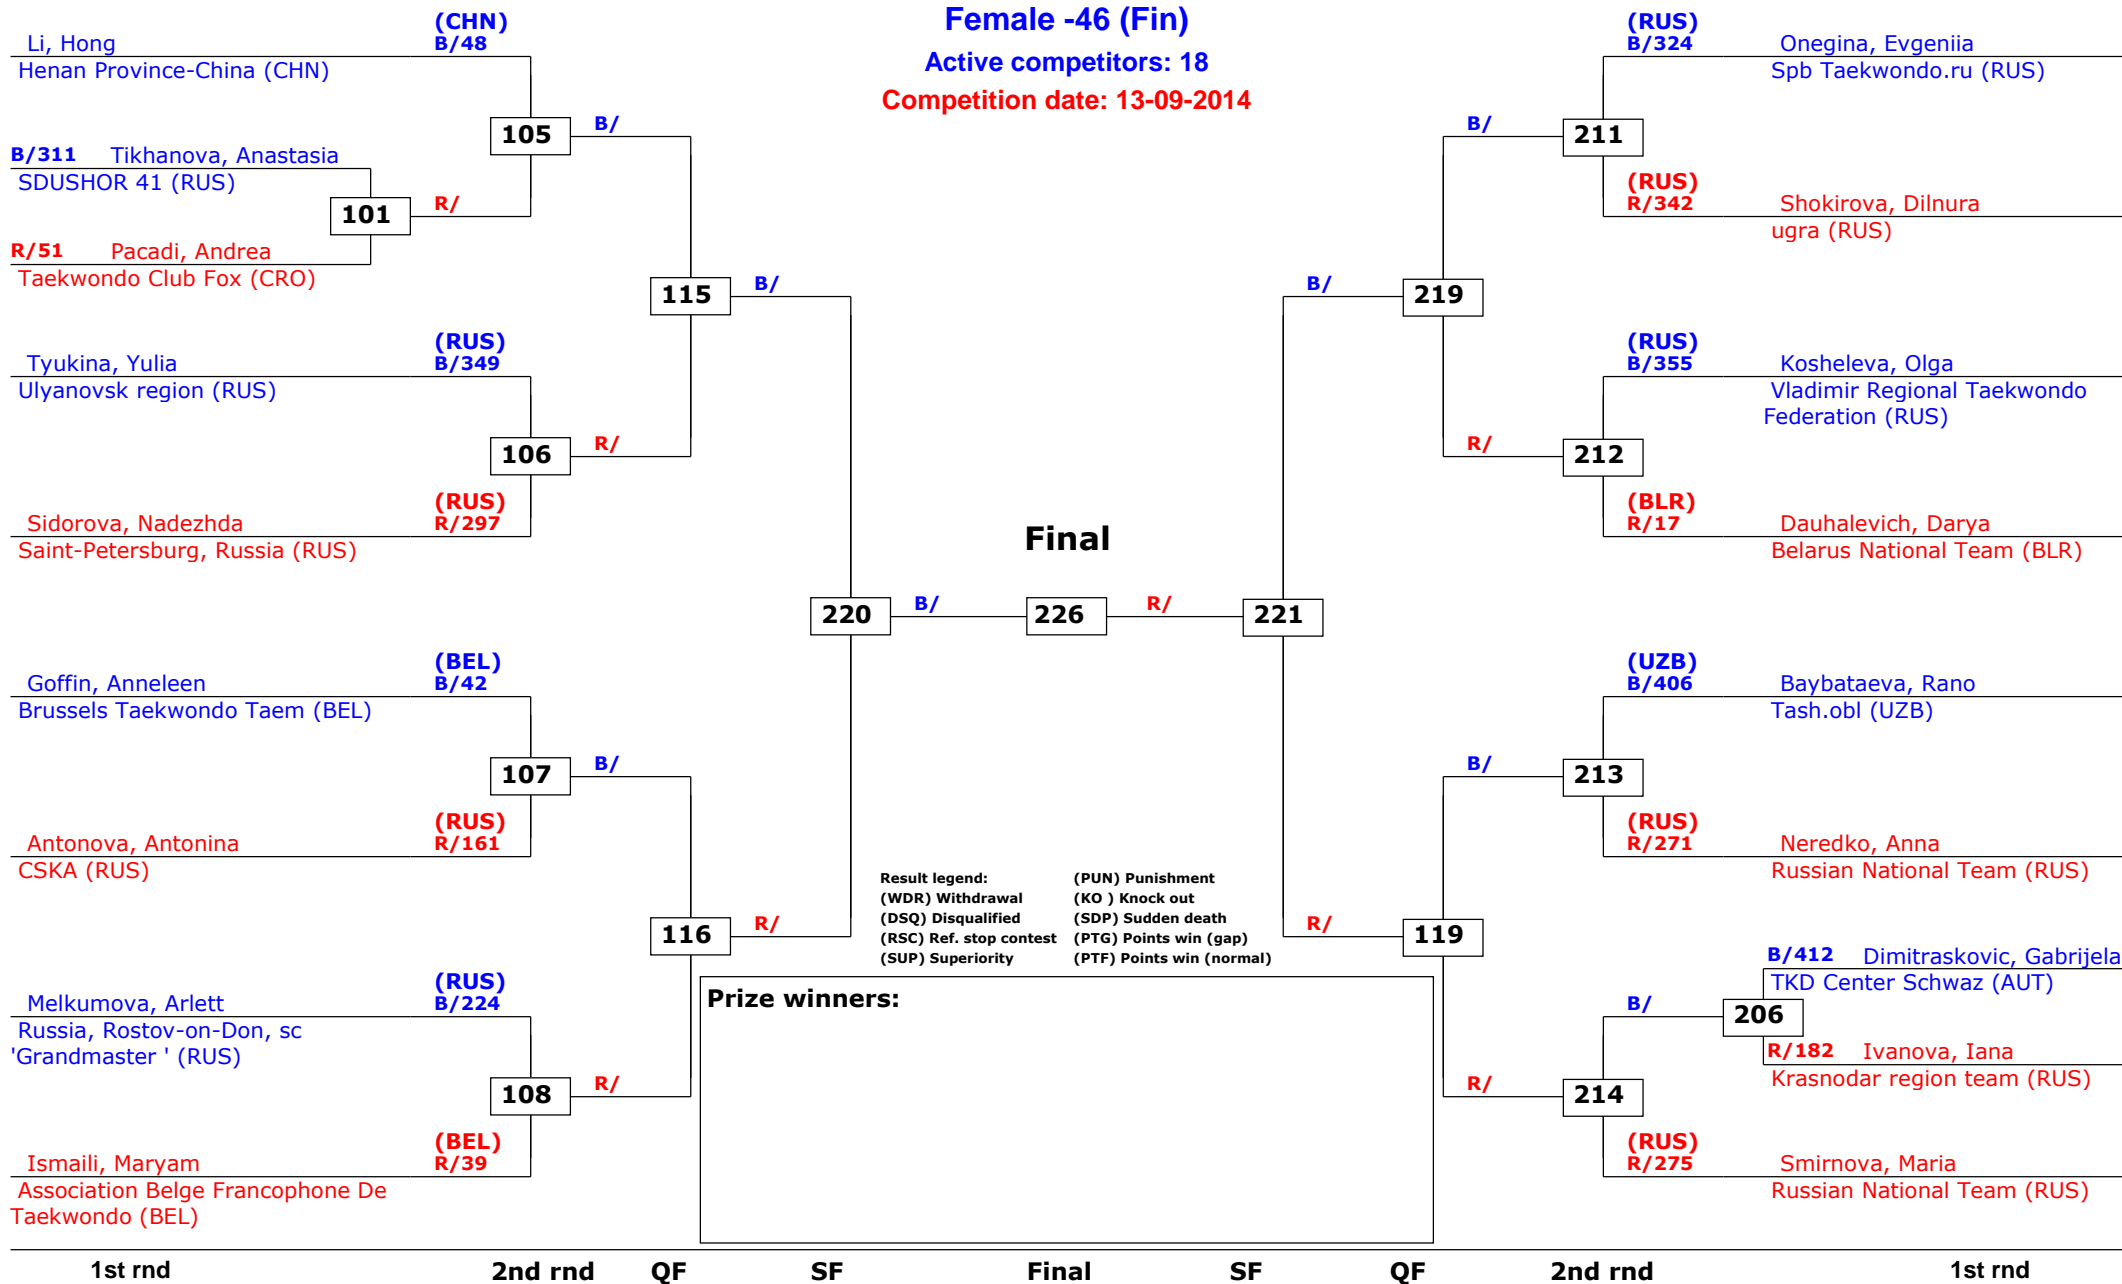 Female -46 (Fin)
Active competitors: 18
Competition date: 13-09-2014
(CHN)
Li, Hong B/48
Henan Province-China (CHN)
105 B/
B/311 Tikhanova, Anastasia
SDUSHOR 41 (RUS)
101 R/
R/51 Pacadi, Andrea
Taekwondo Club Fox (CRO)
115 B/
(RUS)
Tyukina, Yulia B/349
Ulyanovsk region (RUS)
106 R/
(RUS)
Sidorova, Nadezhda R/297
Saint-Petersburg, Russia (RUS)
220 B/
(BEL)
Goffin, Anneleen B/42
Brussels Taekwondo Taem (BEL)
107 B/
(RUS)
Antonova, Antonina R/161
CSKA (RUS)
116 R/
(RUS)
Melkumova, Arlett B/224
Russia, Rostov-on-Don, sc
'Grandmaster ' (RUS)
108 R/
(BEL)
Ismaili, Maryam R/39
Association Belge Francophone De
Taekwondo (BEL)
Final
226
R/ 221
(RUS)
B/324 Onegina, Evgeniia
Spb Taekwondo.ru (RUS)
B/ 211
(RUS)
R/342 Shokirova, Dilnura
ugra (RUS)
B/ 219
(RUS)
B/355 Kosheleva, Olga
Vladimir Regional Taekwondo
Federation (RUS)
R/ 212
(BLR)
R/17 Dauhalevich, Darya
Belarus National Team (BLR)
(UZB)
B/406 Baybataeva, Rano
Tash.obl (UZB)
B/ 213
(RUS)
R/271 Neredko, Anna
Russian National Team (RUS)
R/ 119
B/412 Dimitraskovic, Gabrijela
TKD Center Schwaz (AUT)
B/ 206
R/182 Ivanova, Iana
Krasnodar region team (RUS)
R/ 214
(RUS)
R/275 Smirnova, Maria
Russian National Team (RUS)
Result legend: (PUN) Punishment
(WDR) Withdrawal (KO ) Knock out
(DSQ) Disqualified (SDP) Sudden death
(RSC) Ref. stop contest (PTG) Points win (gap)
(SUP) Superiority (PTF) Points win (normal)
Prize winners:
1st rnd 2nd rnd QF SF Final SF QF 2nd rnd 1st rnd